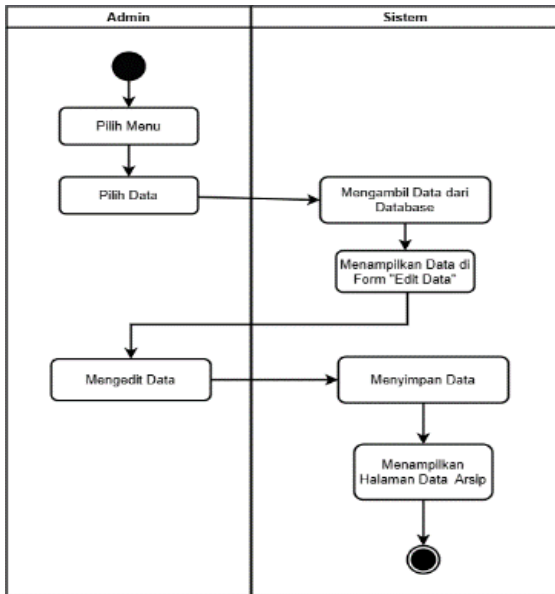 Admin
Sistem
Pilih Menu
Pilih Data
Mengambil Data dari
Database
Menampilkan Data di
Form "Edit Data"
Mengedit Data
Menyimpan Data
Menampilkan
Halaman Data Arsip